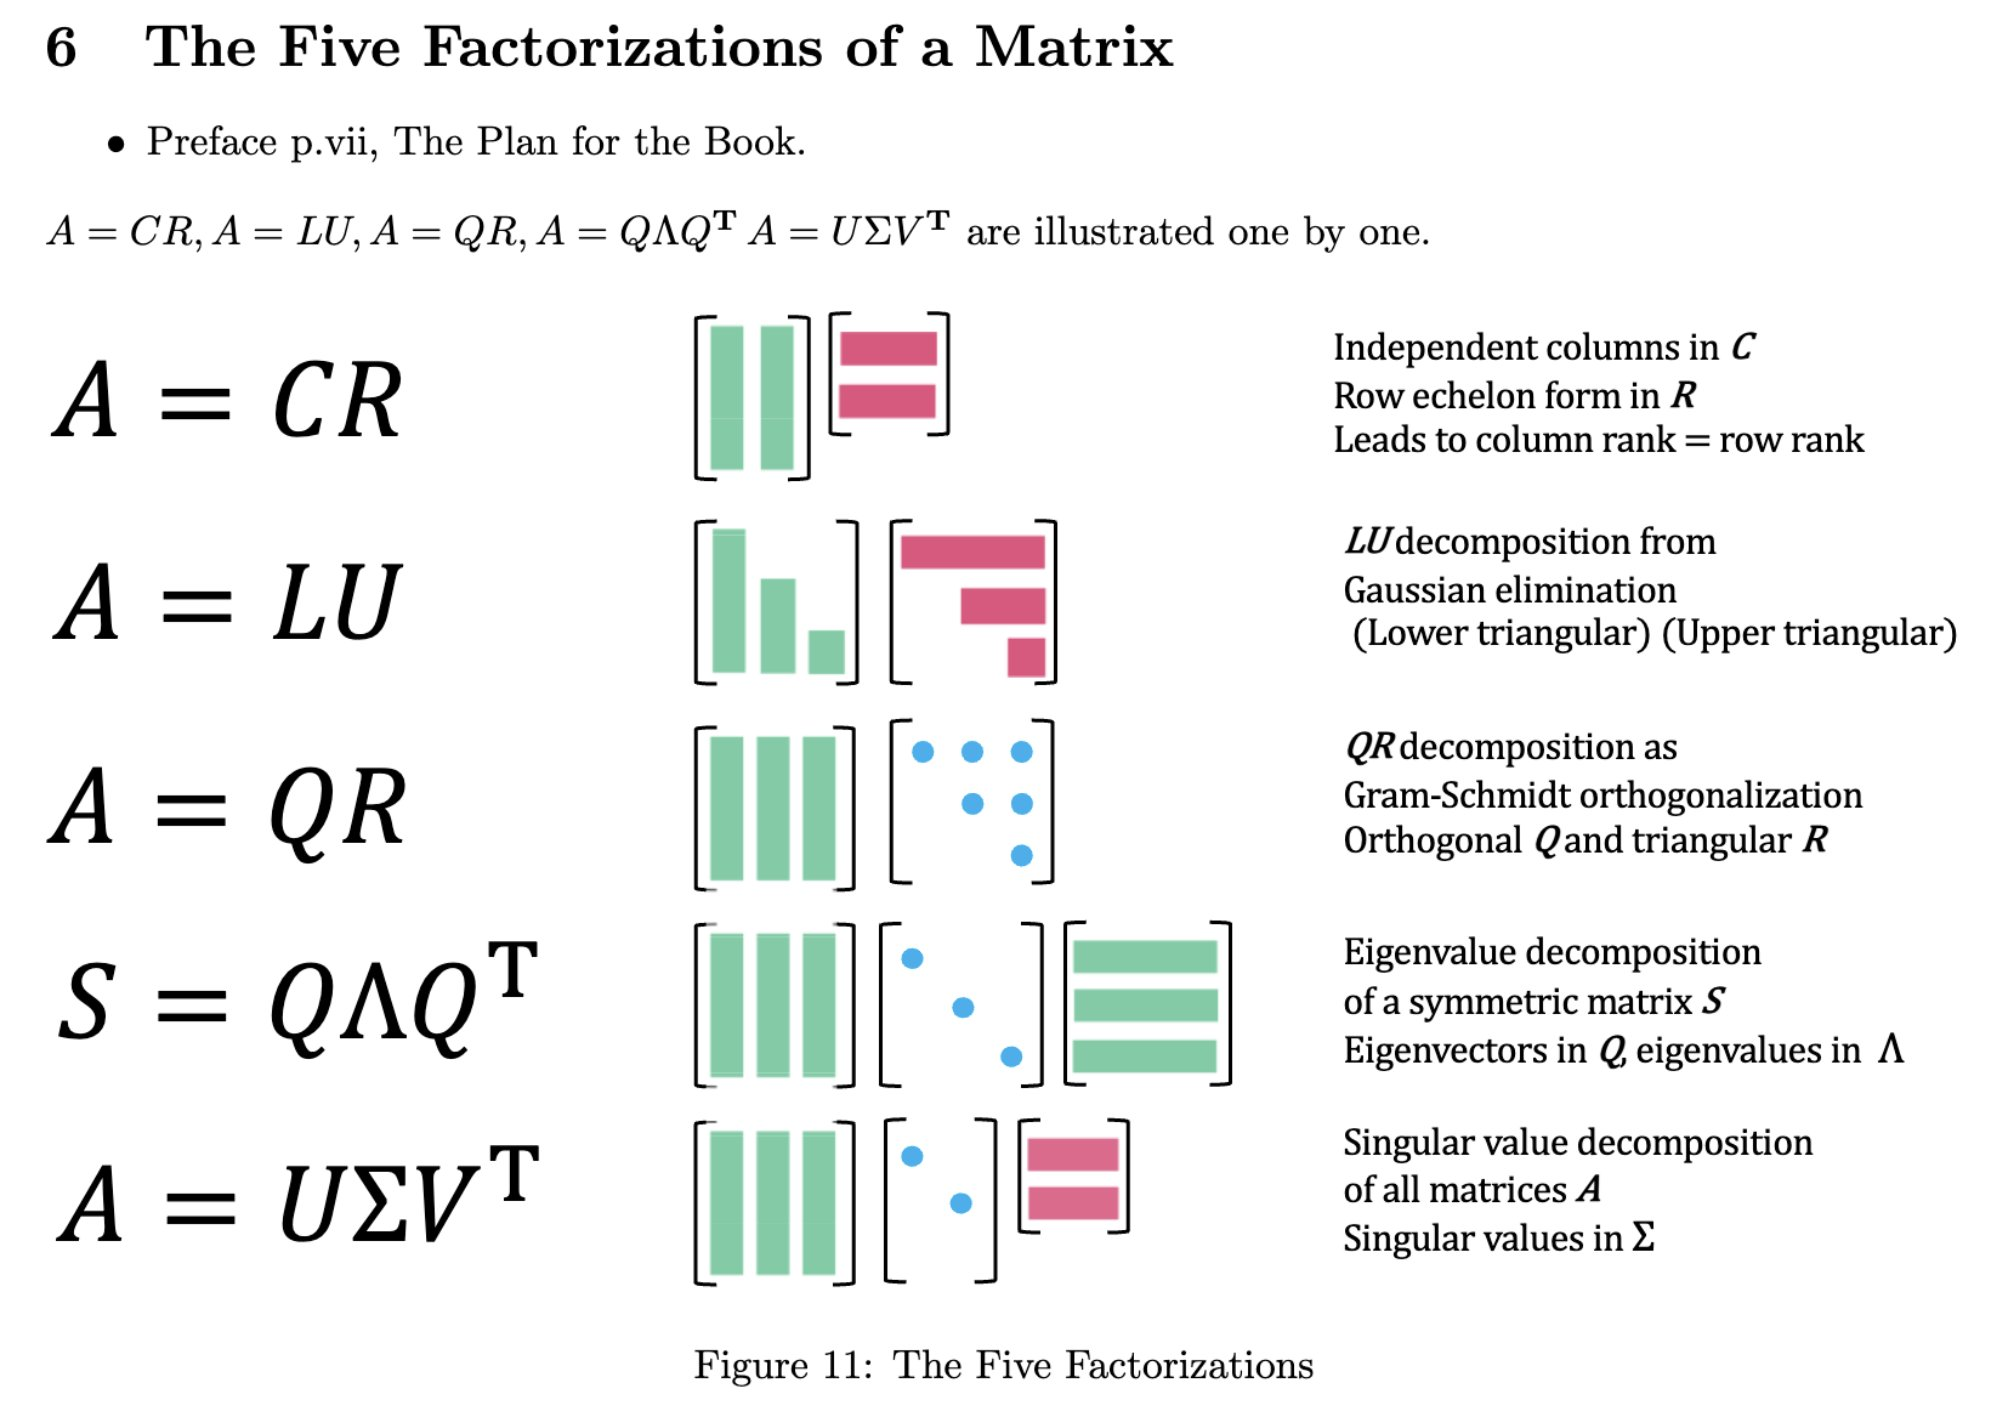 6 The Five Factorizations of a Matrix
• Preface p.vii, The Plan for the Book.
A = CR, A = LU, A = QR, A = QΛQᵀ A = UΣVᵀ are illustrated one by one.
A = CR
Independent columns in C
Row echelon form in R
Leads to column rank = row rank
A = LU
LU decomposition from
Gaussian elimination
(Lower triangular) (Upper triangular)
A = QR
QR decomposition as
Gram-Schmidt orthogonalization
Orthogonal Q and triangular R
S = QΛQᵀ
Eigenvalue decomposition
of a symmetric matrix S
Eigenvectors in Q, eigenvalues in Λ
A = UΣVᵀ
Singular value decomposition
of all matrices A
Singular values in Σ
Figure 11: The Five Factorizations